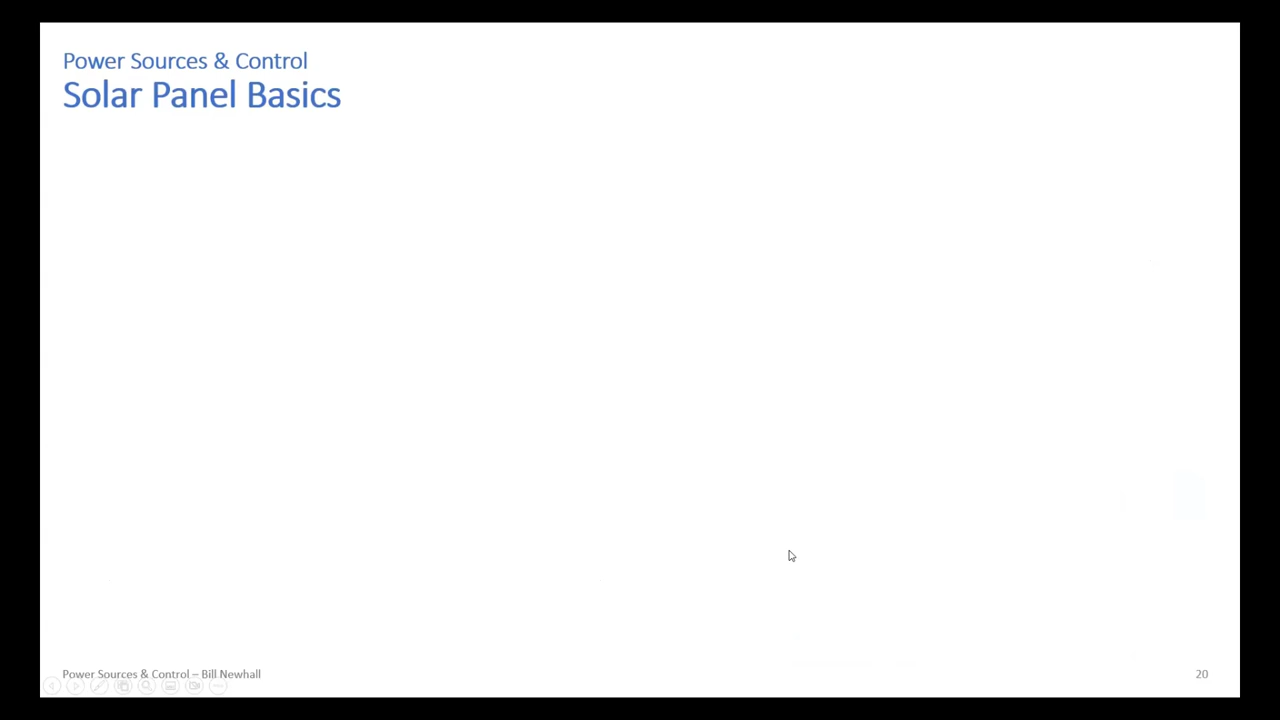 Power Sources & Control
Solar Panel Basics
Power Sources & Control – Bill Newhall
20